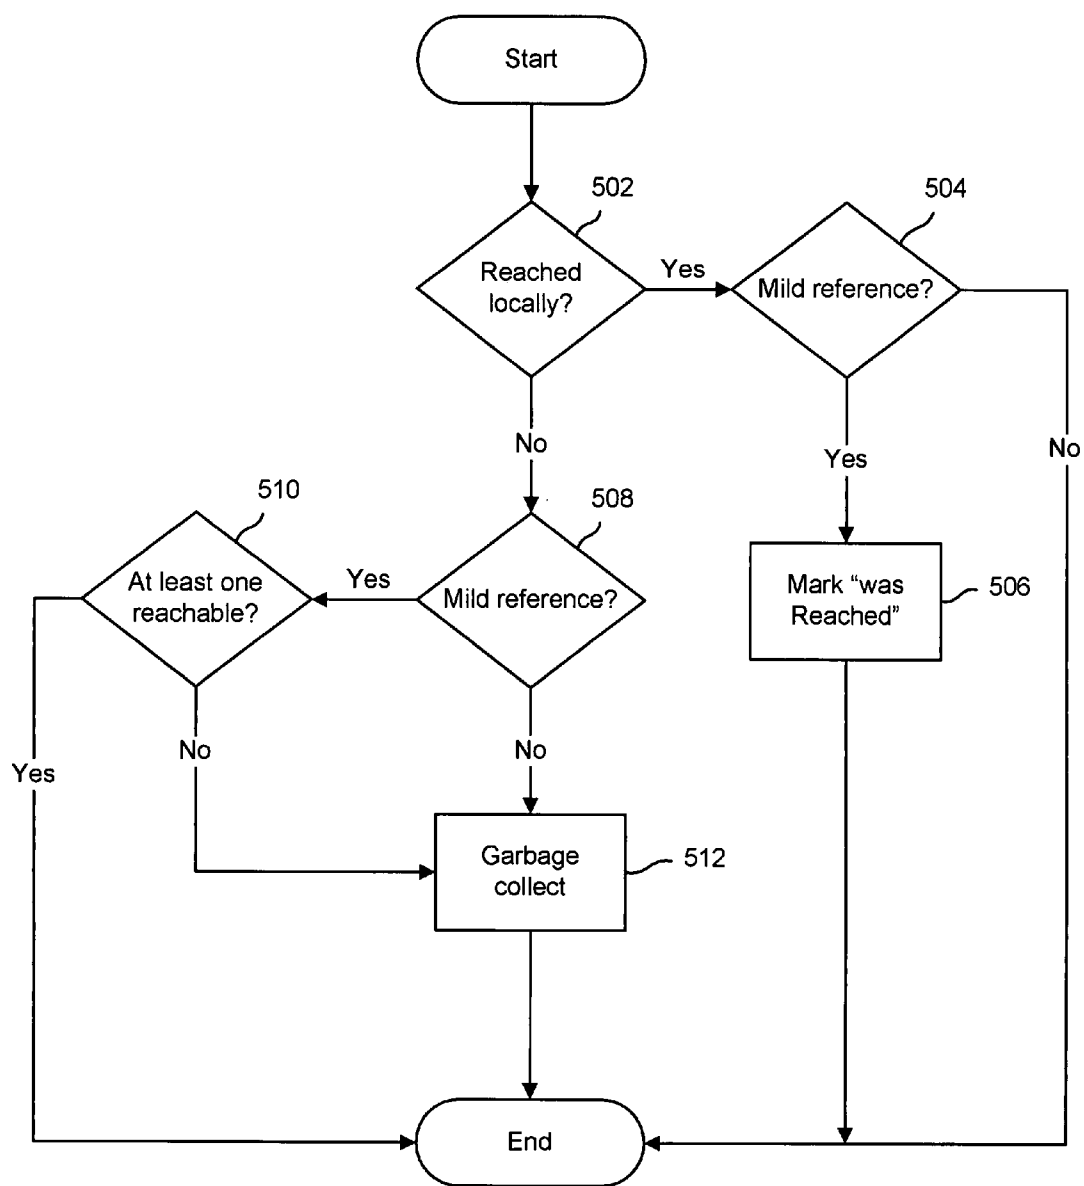 Start
502
504
Reached
locally?
Yes
Mild reference?
No
Yes
No
510
508
At least one
reachable?
Yes
Mild reference?
Mark “was
Reached”
506
No
No
Yes
Garbage
collect
512
End